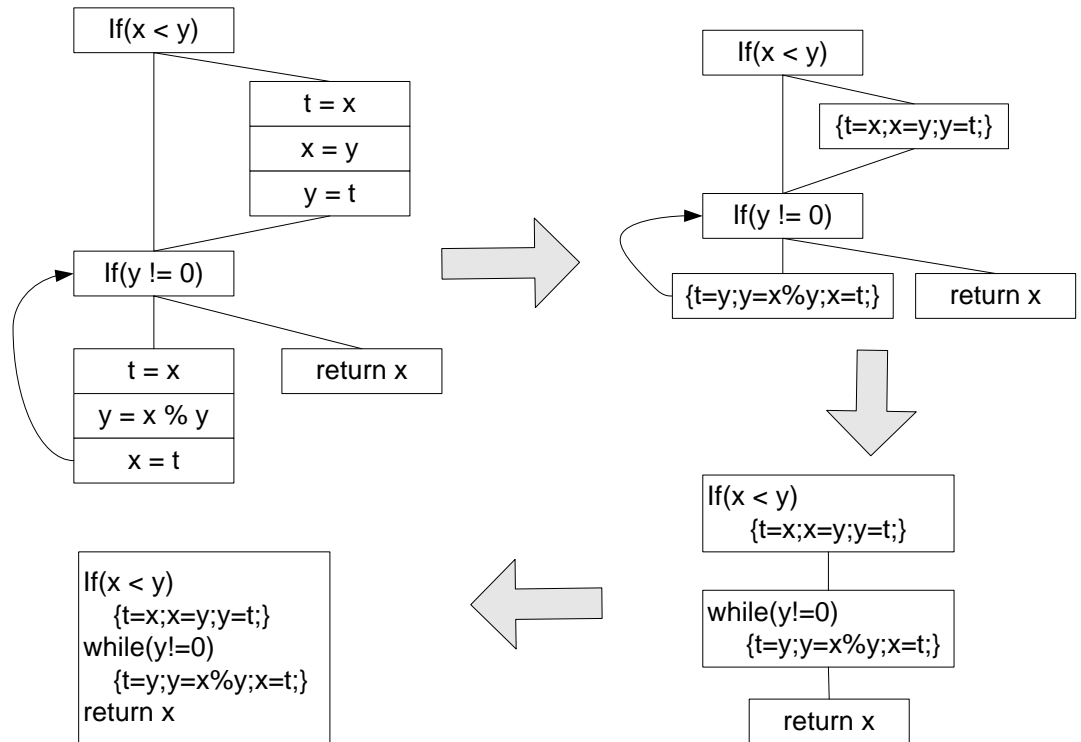 If(x < y)
t = x
x = y
y = t
If(y != 0)
t = x
y = x % y
x = t
return x
If(x < y)
{t=x;x=y;y=t;}
If(y != 0)
{t=y;y=x%y;x=t;}
return x
If(x < y)
{t=x;x=y;y=t;}
while(y!=0)
{t=y;y=x%y;x=t;}
return x
If(x < y)
{t=x;x=y;y=t;}
while(y!=0)
{t=y;y=x%y;x=t;}
return x